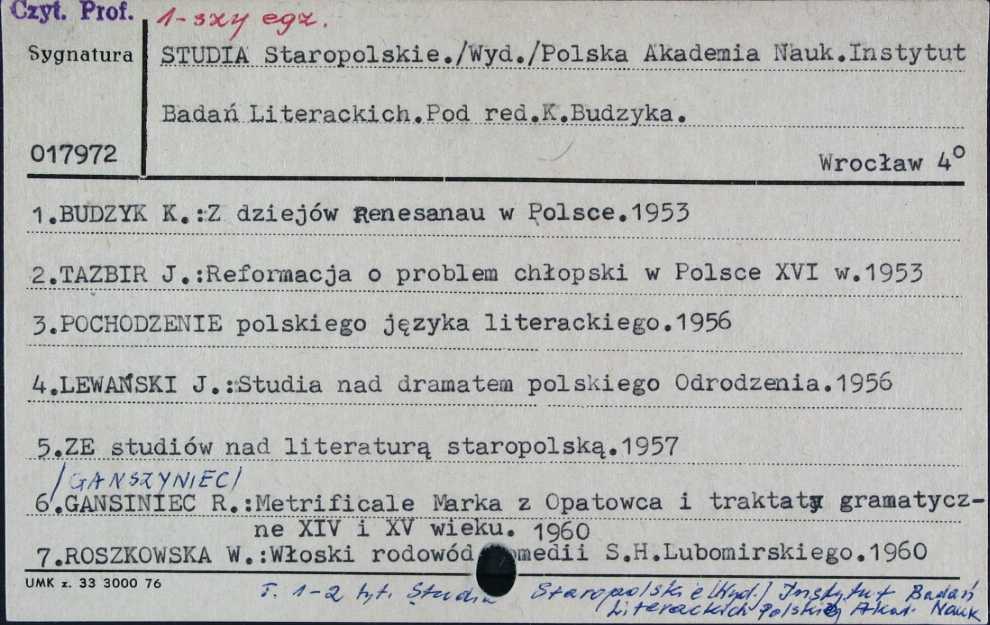 Czyt. Prof.
1-szy egz.
Sygnatura
STUDIA Staropolskie./Wyd./Polska Akademia Nauk.Instytut
Badań Literackich.Pod red.K.Budzyka.
017972
Wrocław 4⁰
1.BUDZYK K.:Z dziejów Renesanau w Polsce.1953
2.TAZBIR J.:Reformacja o problem chłopski w Polsce XVI w.1953
3.POCHODZENIE polskiego języka literackiego.1956
4.LEWAŃSKI J.:Studia nad dramatem polskiego Odrodzenia.1956
5.ZE studiów nad literaturą staropolską.1957
/GANSZYNIEC/
6.GANSINIEC R.:Metrificale Marka z Opatowca i traktaty gramatycz-
ne XIV i XV wieku. 1960
7.ROSZKOWSKA W.:Włoski rodowód omedii S.H.Lubomirskiego.1960
UMK z. 33 3000 76
T. 1-2 tyt. Studia Staropolskie /Wyd./ Instytut Badań
Literackich Polskiej Akad. Nauk